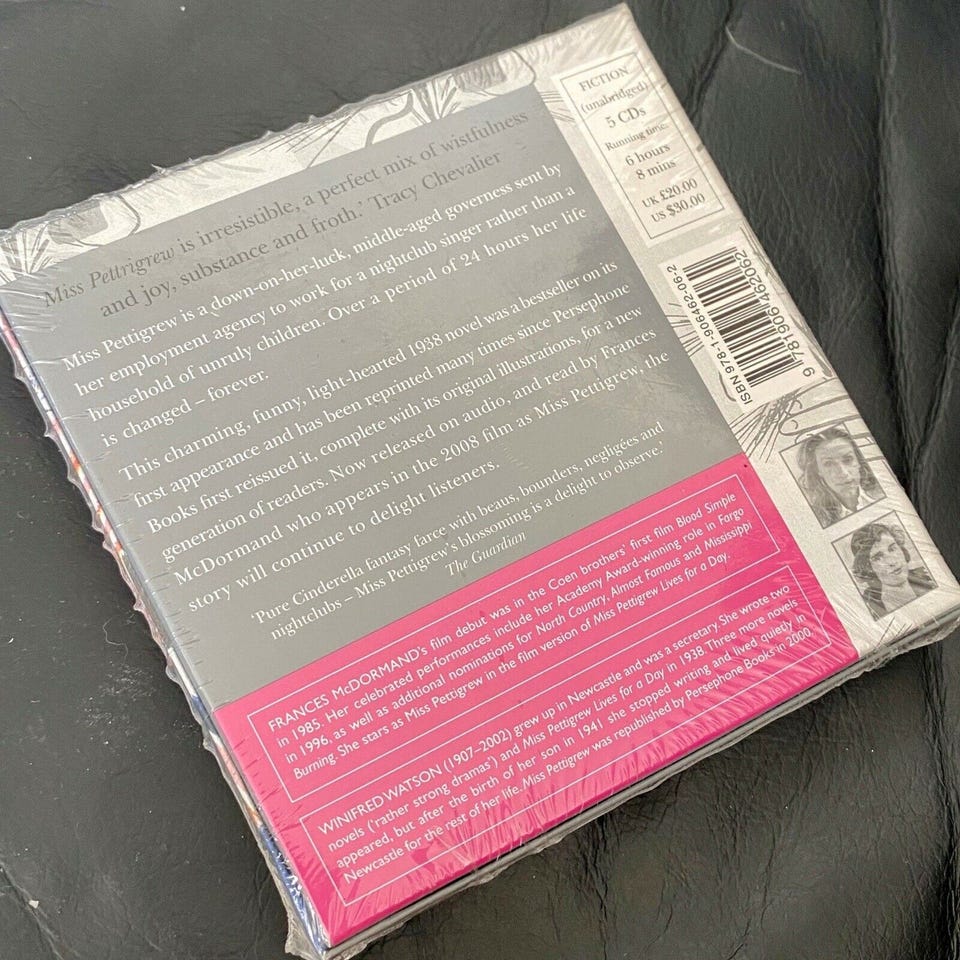 Miss Pettrigrew is irresistible, a perfect mix of wistfulness
and joy, substance and froth.' Tracy Chevalier
Miss Pettigrew is a down-on-her-luck, middle-aged governess sent by
her employment agency to work for a nightclub singer rather than a
household of unruly children. Over a period of 24 hours her life
is changed – forever.
This charming, funny, light-hearted 1938 novel was a bestseller on its
first appearance and has been reprinted many times since Persephone
Books first reissued it, complete with its original illustrations, for a new
generation of readers. Now released on audio, and read by Frances
McDormand who appears in the 2008 film as Miss Pettigrew, the
story will continue to delight listeners.
'Pure Cinderella fantasy farce with beaus, bounders, negligées and
nightclubs – Miss Pettigrew's blossoming is a delight to observe.'
The Guardian
FRANCES McDORMAND's film debut was in the Coen brothers' first film Blood Simple
in 1985. Her celebrated performances include her Academy Award-winning role in Fargo
in 1996, as well as additional nominations for North Country, Almost Famous and Mississippi
Burning. She stars as Miss Pettigrew in the film version of Miss Pettigrew Lives for a Day.
WINIFRED WATSON (1907–2002) grew up in Newcastle and was a secretary. She wrote two
novels ('rather strong dramas') and Miss Pettigrew Lives for a Day in 1938. Three more novels
appeared, but after the birth of her son in 1941 she stopped writing and lived quietly in
Newcastle for the rest of her life. Miss Pettigrew was republished by Persephone Books in 2000.
FICTION
(unabridged)
5 CDs
Running time:
6 hours
8 mins
UK £20.00
US $30.00
ISBN 978-1-906462-06-2
9 781906 462062